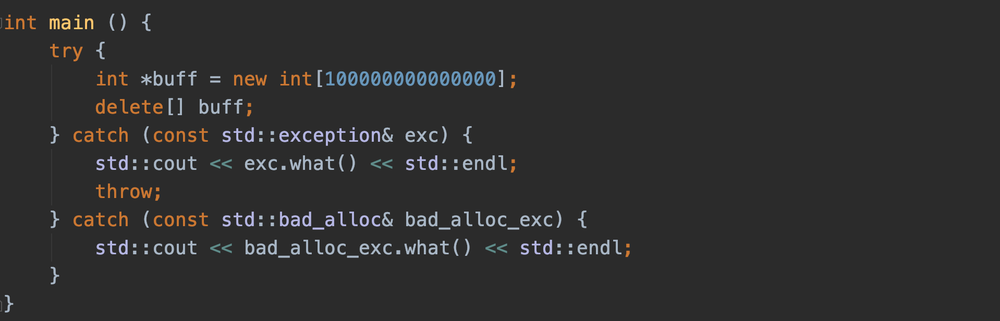 int main () {
    try {
        int *buff = new int[100000000000000];
        delete[] buff;
    } catch (const std::exception& exc) {
        std::cout << exc.what() << std::endl;
        throw;
    } catch (const std::bad_alloc& bad_alloc_exc) {
        std::cout << bad_alloc_exc.what() << std::endl;
    }
}